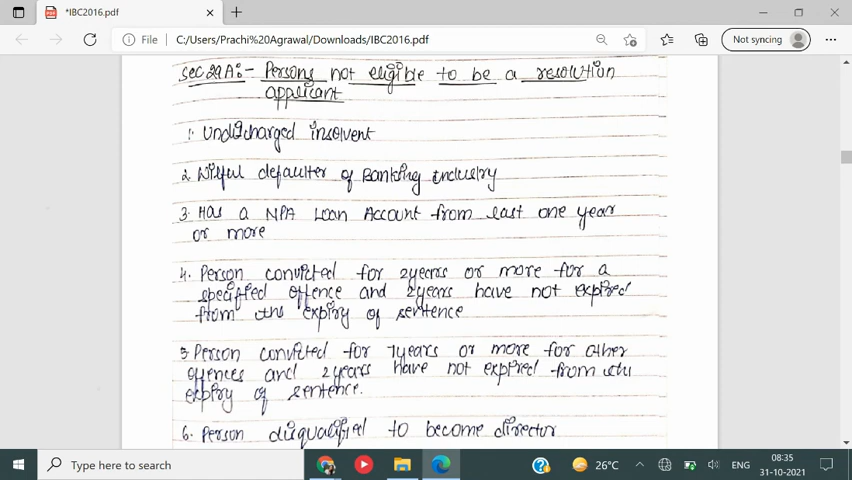 *IBC2016.pdf
File C:/Users/Prachi%20Agrawal/Downloads/IBC2016.pdf
Not syncing
Sec 29A:- Persons not eligible to be a resolution
applicant
1. Undischarged insolvent
2. Wilful defaulter of Banking industry
3. Has a NPA Loan Account from last one year
or more
4. Person convicted for 2years or more for a
specified offence and 2years have not expired
from the expiry of sentence
5. Person convicted for 7years or more for other
offences and 2years have not expired from the
expiry of sentence.
6. Person disqualified to become director
Type here to search
26°C
ENG
08:35
31-10-2021